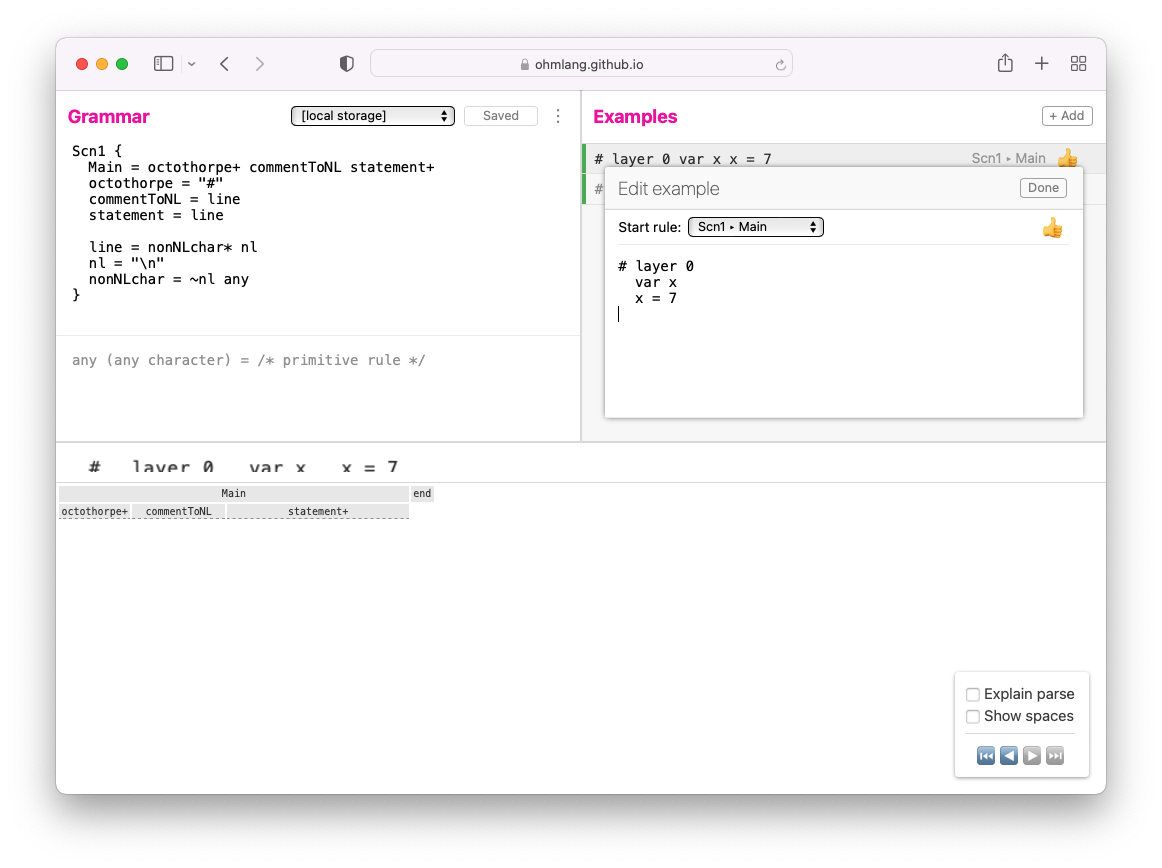 ohmlang.github.io
Grammar
[local storage]
Saved
Scn1 {
  Main = octothorpe+ commentToNL statement+
  octothorpe = "#"
  commentToNL = line
  statement = line

  line = nonNLchar* nl
  nl = "\n"
  nonNLchar = ~nl any
}
any (any character) = /* primitive rule */
Examples
+ Add
# layer 0 var x x = 7 Scn1 ▸ Main 👍
#
Edit example
Done
Start rule: Scn1 ▸ Main 👍
# layer 0
  var x
  x = 7
# layer 0 var x x = 7
Main end
octothorpe+ commentToNL statement+
Explain parse
Show spaces